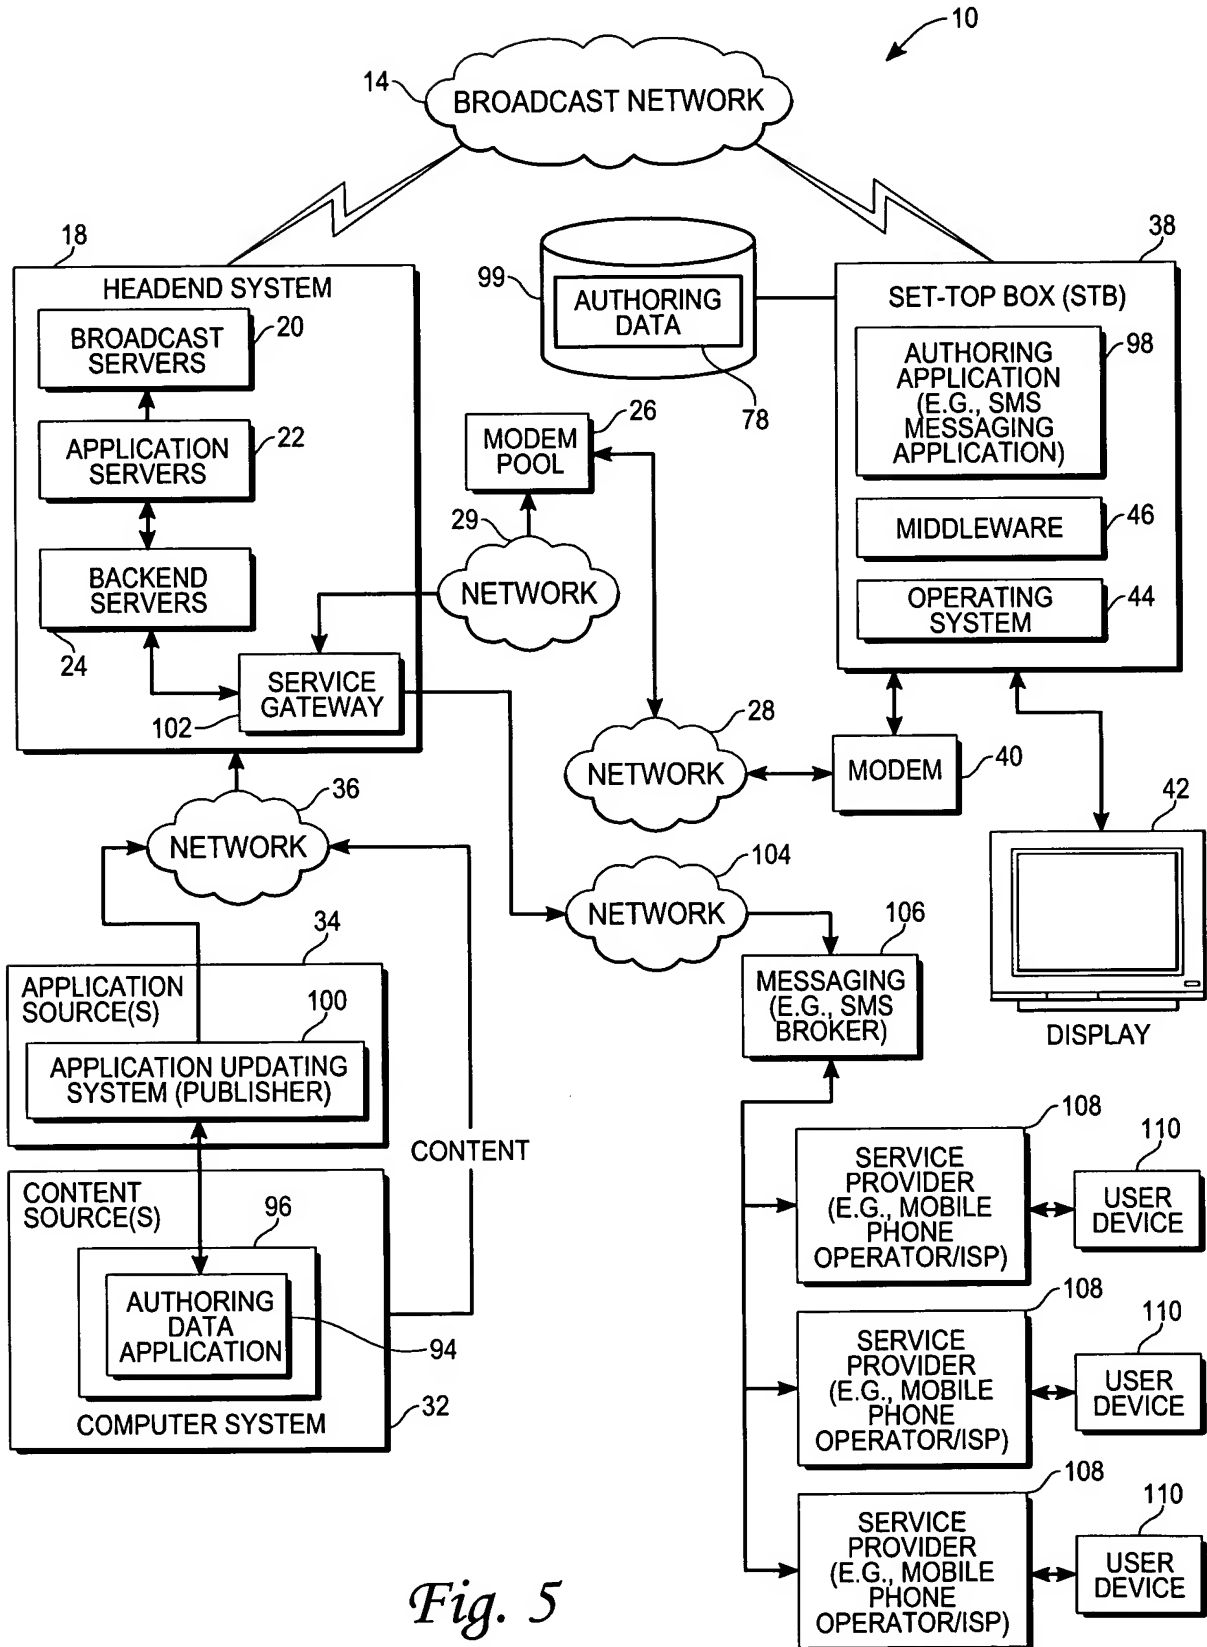 10
14
BROADCAST NETWORK
18
HEADEND SYSTEM
BROADCAST
SERVERS
20
APPLICATION
SERVERS
22
BACKEND
SERVERS
24
SERVICE
GATEWAY
102
99
AUTHORING
DATA
78
38
SET-TOP BOX (STB)
AUTHORING
APPLICATION
(E.G., SMS
MESSAGING
APPLICATION)
98
MIDDLEWARE
46
OPERATING
SYSTEM
44
26
MODEM
POOL
29
NETWORK
28
NETWORK
MODEM
40
42
DISPLAY
36
NETWORK
104
NETWORK
106
MESSAGING
(E.G., SMS
BROKER)
34
APPLICATION
SOURCE(S)
100
APPLICATION UPDATING
SYSTEM (PUBLISHER)
CONTENT
CONTENT
SOURCE(S)
96
AUTHORING
DATA
APPLICATION
94
COMPUTER SYSTEM
32
108
SERVICE
PROVIDER
(E.G., MOBILE
PHONE
OPERATOR/ISP)
110
USER
DEVICE
108
SERVICE
PROVIDER
(E.G., MOBILE
PHONE
OPERATOR/ISP)
110
USER
DEVICE
108
SERVICE
PROVIDER
(E.G., MOBILE
PHONE
OPERATOR/ISP)
110
USER
DEVICE
Fig. 5